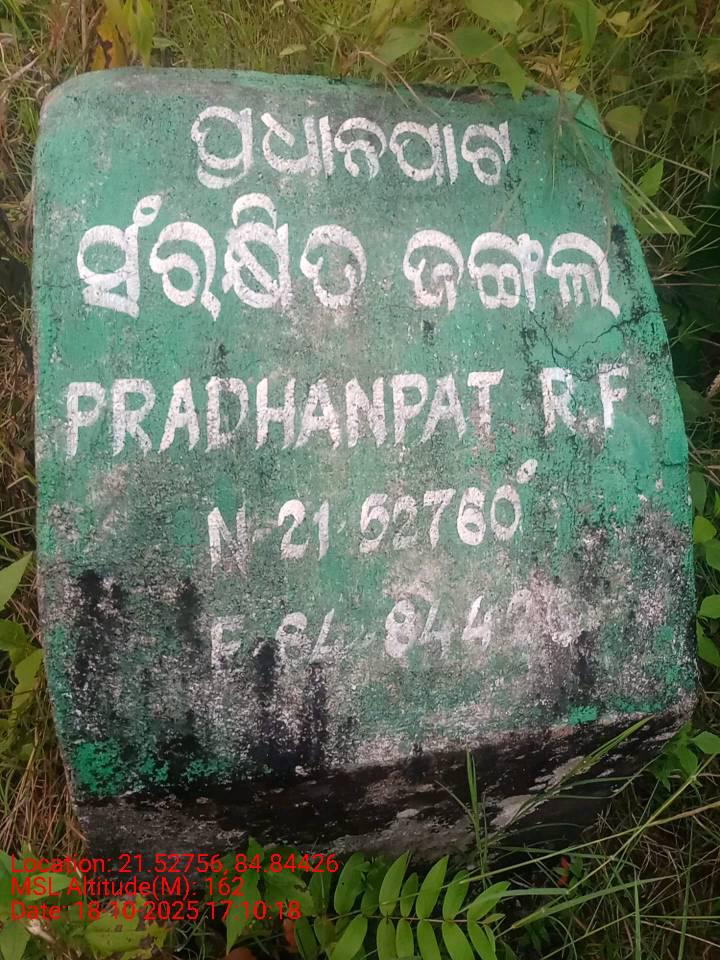 ପ୍ରଧାନପାଟ
ସଂରକ୍ଷିତ ଜଙ୍ଗଲ
PRADHANPAT R.F
N-21 52760°
Location: 21.52756, 84.84426
MSL Altitude(M): 162
Date: 18-10-2025 17:10:18